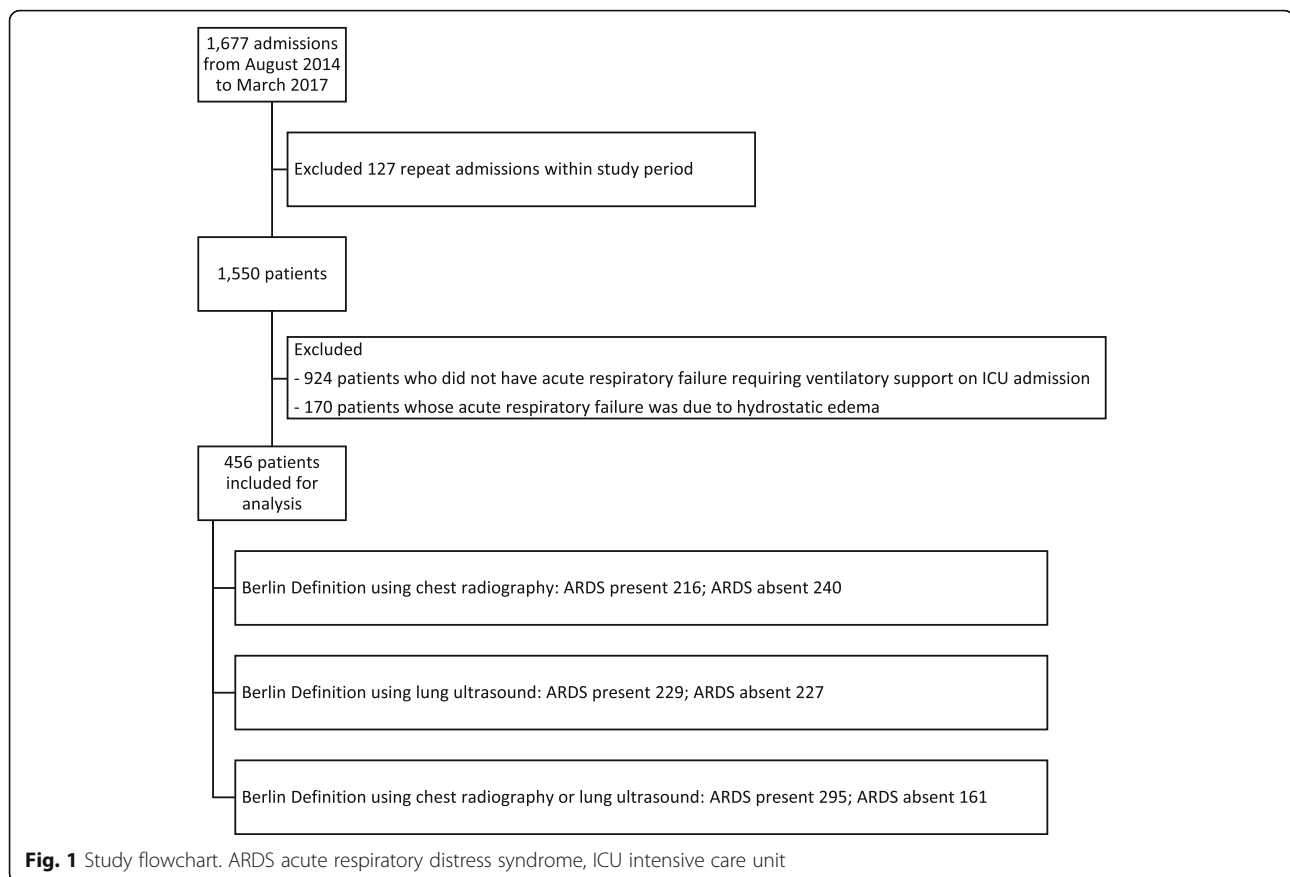 1,677 admissions
from August 2014
to March 2017
Excluded 127 repeat admissions within study period
1,550 patients
Excluded
- 924 patients who did not have acute respiratory failure requiring ventilatory support on ICU admission
- 170 patients whose acute respiratory failure was due to hydrostatic edema
456 patients
included for
analysis
Berlin Definition using chest radiography: ARDS present 216; ARDS absent 240
Berlin Definition using lung ultrasound: ARDS present 229; ARDS absent 227
Berlin Definition using chest radiography or lung ultrasound: ARDS present 295; ARDS absent 161
Fig. 1 Study flowchart. ARDS acute respiratory distress syndrome, ICU intensive care unit